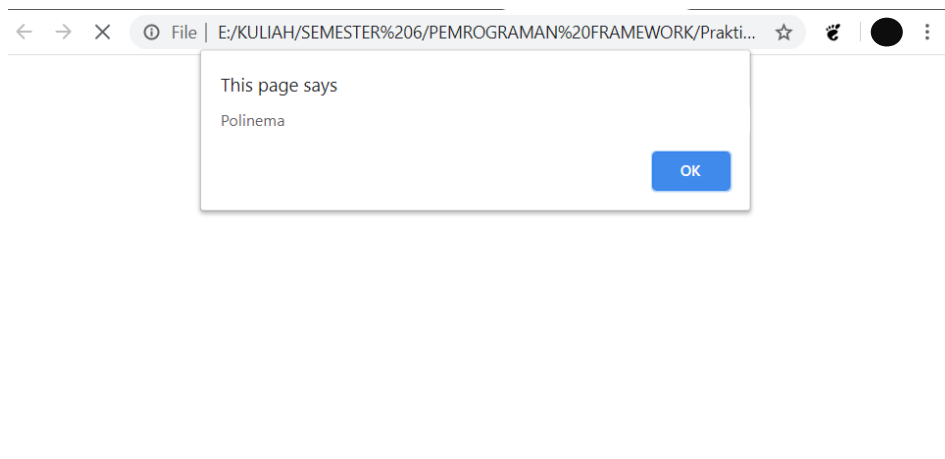 File | E:/KULIAH/SEMESTER%206/PEMROGRAMAN%20FRAMEWORK/Prakti...
This page says
Polinema
OK